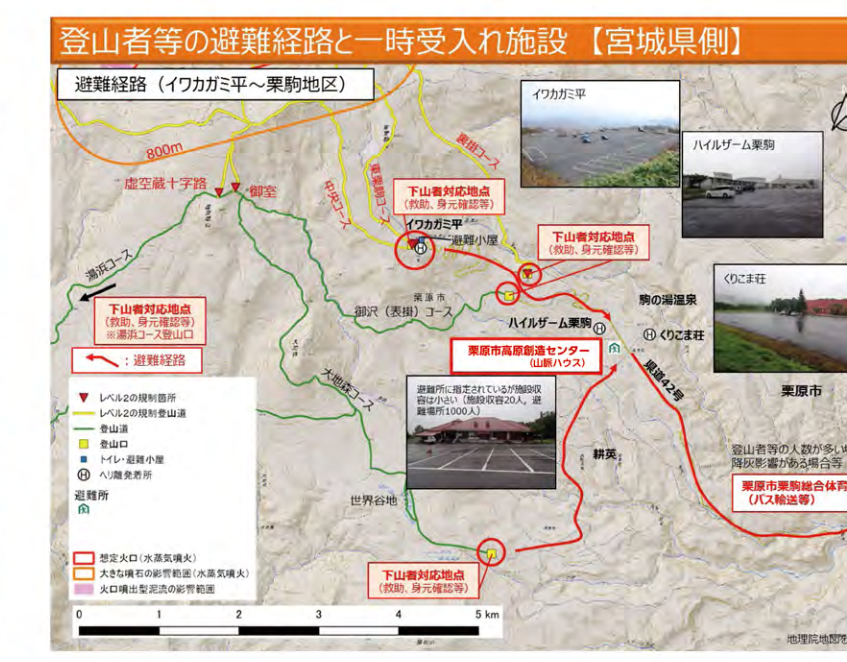 登山者等の避難経路と一時受入れ施設 【宮城県側】
避難経路（イワカガミ平～栗駒地区）
イワカガミ平
ハイルザーム栗駒
800m
裏掛コース
東栗駒コース
中央コース
虚空蔵十字路
御室
下山者対応地点
（救助、身元確認等）
イワカガミ平
避難小屋
下山者対応地点
（救助、身元確認等）
湯浜コース
くりこま荘
栗原市
御沢（表掛）コース
駒の湯温泉
下山者対応地点
（救助、身元確認等）
※湯浜コース登山口
ハイルザーム栗駒
くりこま荘
：避難経路
栗原市高原創造センター
（山脈ハウス）
県道42号
大地森コース
避難所に指定されているが施設収
容は小さい（施設収容20人，避
難場所1000人）
栗原市
レベル2の規制箇所
レベル2の規制登山道
登山道
登山口
トイレ・避難小屋
ヘリ離発着所
避難所
耕英
登山者等の人数が多い
降灰影響がある場合等
栗原市栗駒総合体育
（バス輸送等）
世界谷地
想定火口（水蒸気噴火）
大きな噴石の影響範囲（水蒸気噴火）
火口噴出型泥流の影響範囲
下山者対応地点
（救助、身元確認等）
0 1 2 3 4 5 km
地理院地図を